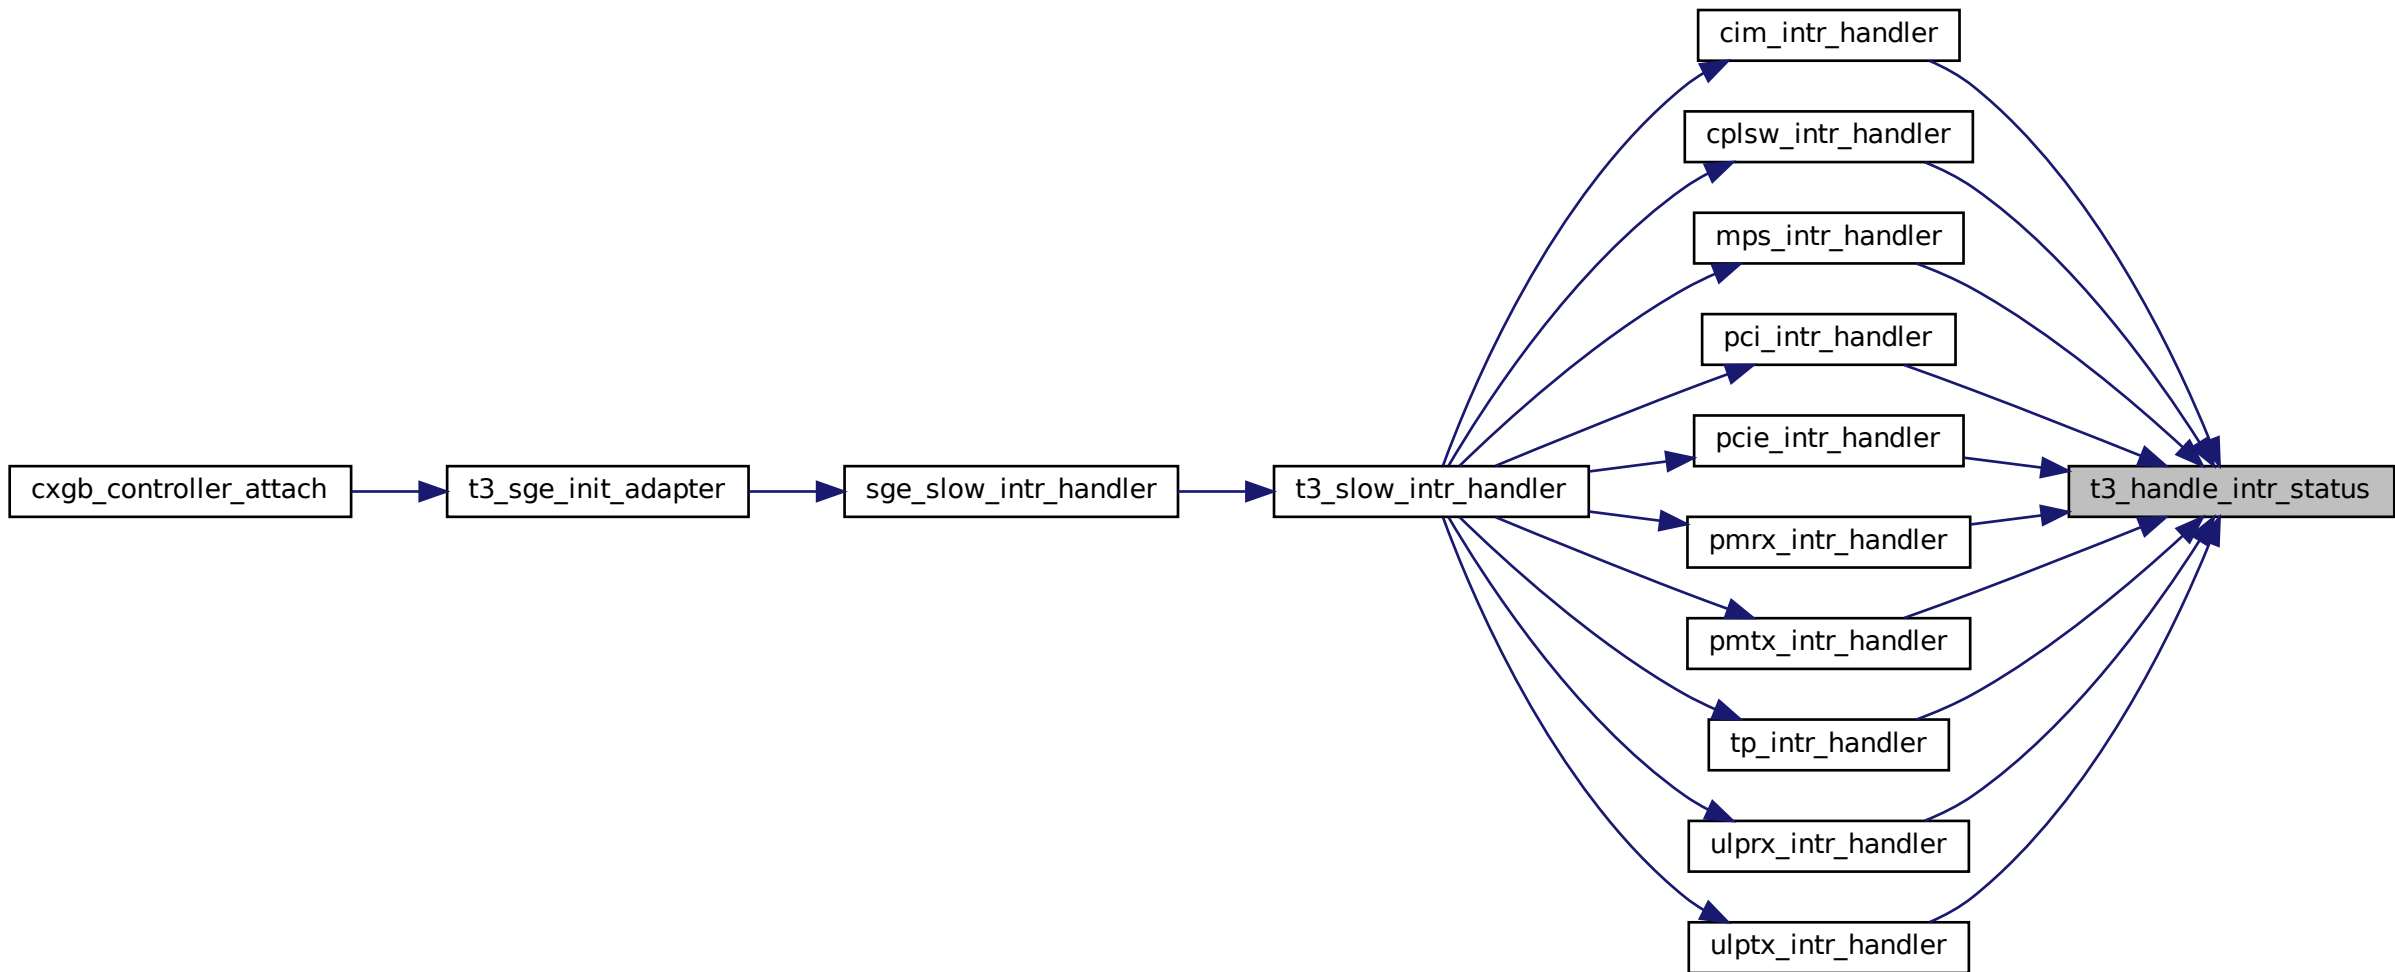 cim_intr_handler
cplsw_intr_handler
mps_intr_handler
pci_intr_handler
pcie_intr_handler
cxgb_controller_attach
t3_sge_init_adapter
sge_slow_intr_handler
t3_slow_intr_handler
t3_handle_intr_status
pmrx_intr_handler
pmtx_intr_handler
tp_intr_handler
ulprx_intr_handler
ulptx_intr_handler